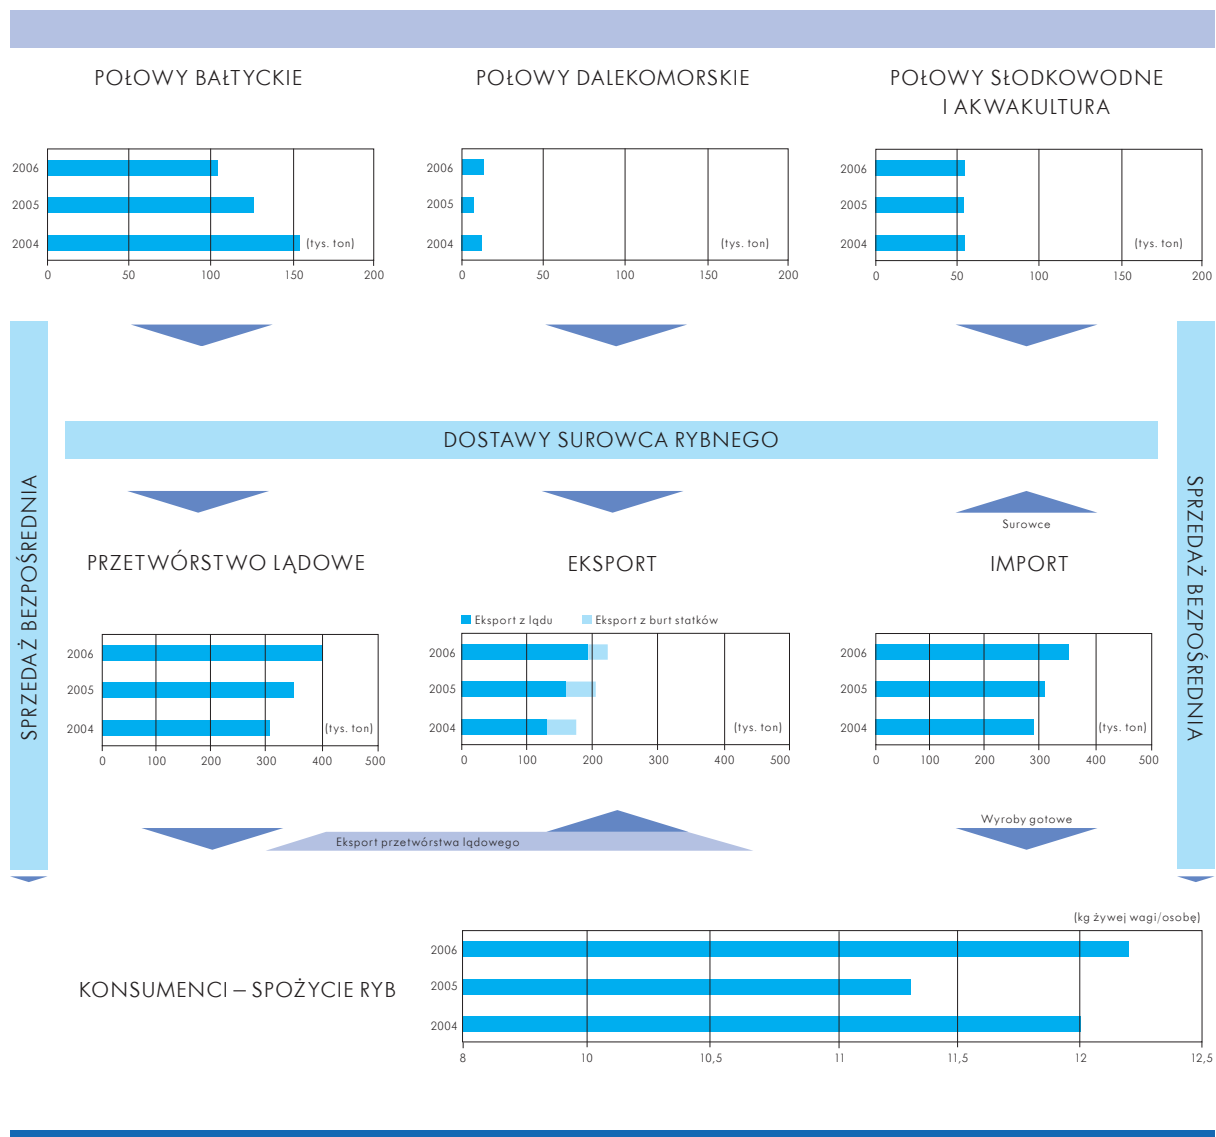 POŁOWY BAŁTYCKIE
2006
2005
2004
(tys. ton)
0 50 100 150 200
POŁOWY DALEKOMORSKIE
2006
2005
2004
(tys. ton)
0 50 100 150 200
POŁOWY SŁODKOWODNE
I AKWAKULTURA
2006
2005
2004
(tys. ton)
0 50 100 150 200
SPRZEDAŻ BEZPOŚREDNIA
DOSTAWY SUROWCA RYBNEGO
SPRZEDAŻ BEZPOŚREDNIA
PRZETWÓRSTWO LĄDOWE
2006
2005
2004
(tys. ton)
0 100 200 300 400 500
EKSPORT
Eksport z lądu
Eksport z burt statków
2006
2005
2004
(tys. ton)
0 100 200 300 400 500
Surowce
IMPORT
2006
2005
2004
(tys. ton)
0 100 200 300 400 500
Eksport przetwórstwa lądowego
Wyroby gotowe
KONSUMENCI – SPOŻYCIE RYB
(kg żywej wagi/osobę)
2006
2005
2004
8 10 10,5 11 11,5 12 12,5